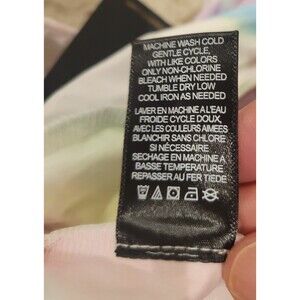 MACHINE WASH COLD
GENTLE CYCLE,
WITH LIKE COLORS
ONLY NON-CHLORINE
BLEACH WHEN NEEDED
TUMBLE DRY LOW
COOL IRON AS NEEDED
LAVER EN MACHINE A L'EAU
FROIDE CYCLE DOUX,
AVEC LES COULEURS AIMEES
BLANCHIR SANS CHLORE
SI NÉCESSAIRE
SECHAGE EN MACHINE A
BASSE TEMPERATURE
REPASSER AU FER TIEDE